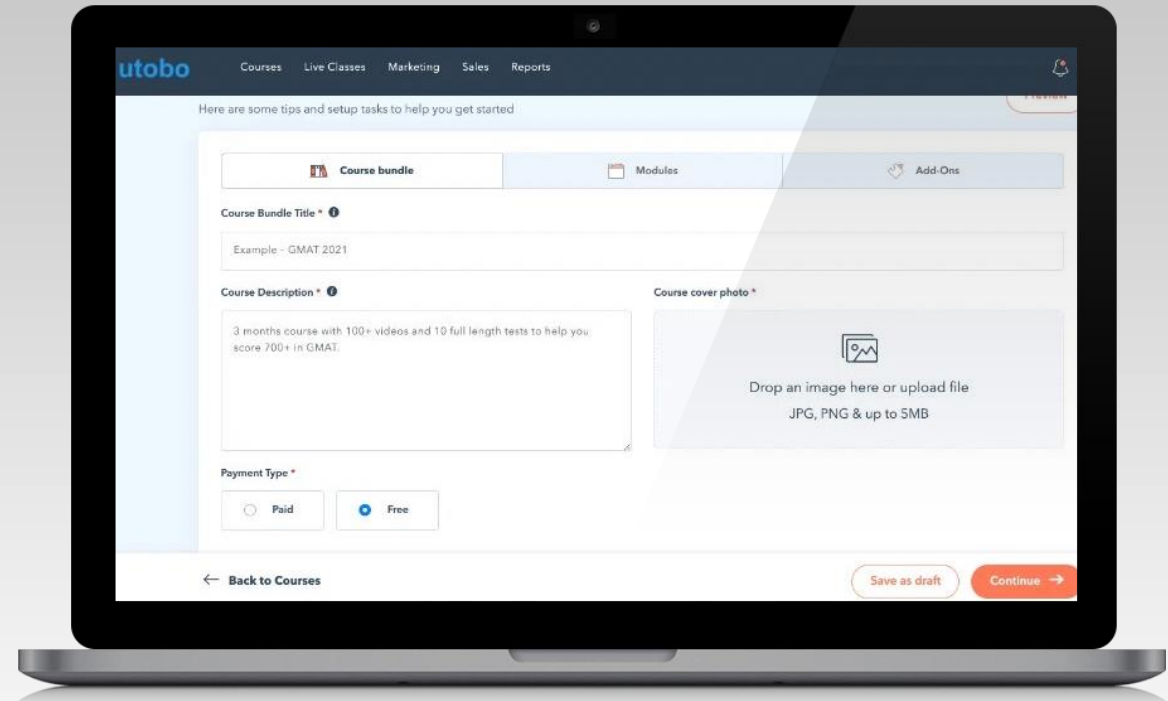 utobo
Courses Live Classes Marketing Sales Reports
Here are some tips and setup tasks to help you get started
Course bundle
Modules
Add-Ons
Course Bundle Title *
Example - GMAT 2021
Course Description *
3 months course with 100+ videos and 10 full length tests to help you
score 700+ in GMAT.
Course cover photo *
Drop an image here or upload file
JPG, PNG & up to 5MB
Payment Type *
Paid
Free
Back to Courses
Save as draft
Continue